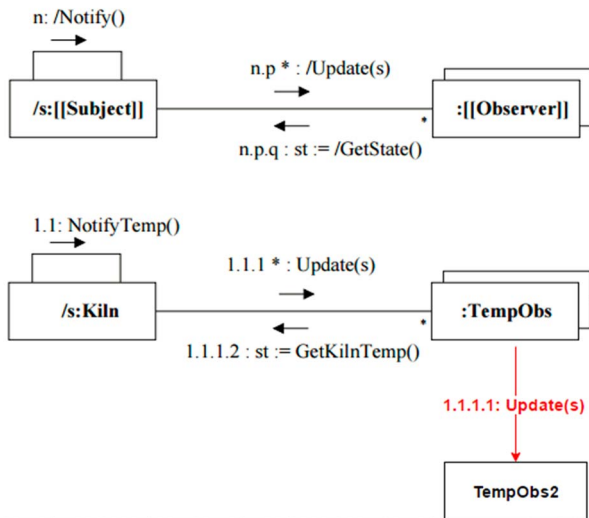 n: /Notify()
n.p * : /Update(s)
/s:[[Subject]]
:[[Observer]]
*
n.p.q : st := /GetState()
1.1: NotifyTemp()
1.1.1 * : Update(s)
/s:Kiln
:TempObs
*
1.1.1.2 : st := GetKilnTemp()
1.1.1.1: Update(s)
TempObs2